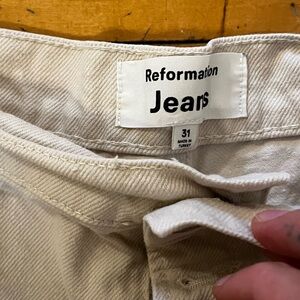 Reformation
Jeans
31
MADE IN
TURKEY